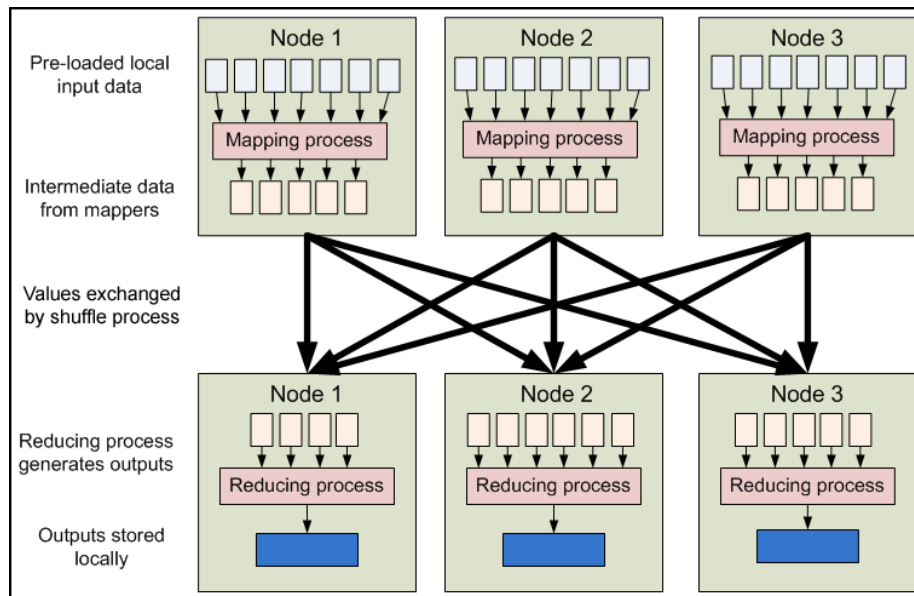 Node 1
Node 2
Node 3
Pre-loaded local
input data
Mapping process
Mapping process
Mapping process
Intermediate data
from mappers
Values exchanged
by shuffle process
Node 1
Node 2
Node 3
Reducing process
generates outputs
Reducing process
Reducing process
Reducing process
Outputs stored
locally